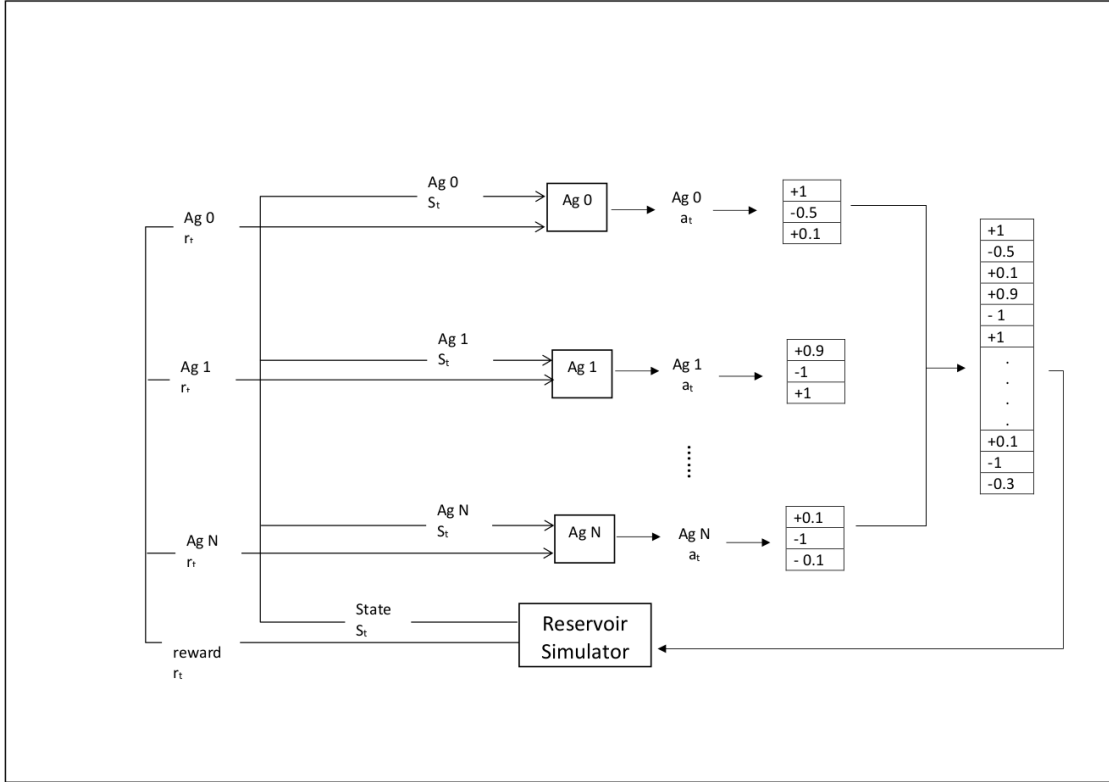 Ag 0
Sₜ
Ag 0
rₜ
Ag 0
Ag 0
aₜ
+1
-0.5
+0.1
Ag 1
Sₜ
Ag 1
rₜ
Ag 1
Ag 1
aₜ
+0.9
-1
+1
......
Ag N
Sₜ
Ag N
rₜ
Ag N
Ag N
aₜ
+0.1
-1
- 0.1
+1
-0.5
+0.1
+0.9
- 1
+1
.
.
.
.
+0.1
-1
-0.3
State
Sₜ
reward
rₜ
Reservoir
Simulator